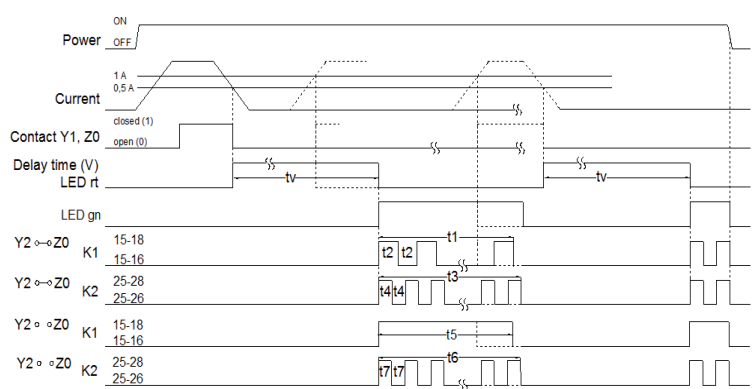 ON
Power
OFF
1 A
0,5 A
Current
closed (1)
Contact Y1, Z0
open (0)
Delay time (V)
LED rt
tv
tv
LED gn
Y2 Z0 K1 15-18
15-16
t2 t2
t1
Y2 Z0 K2 25-28
25-26
t4 t4
t3
Y2 Z0 K1 15-18
15-16
t5
Y2 Z0 K2 25-28
25-26
t7 t7
t6